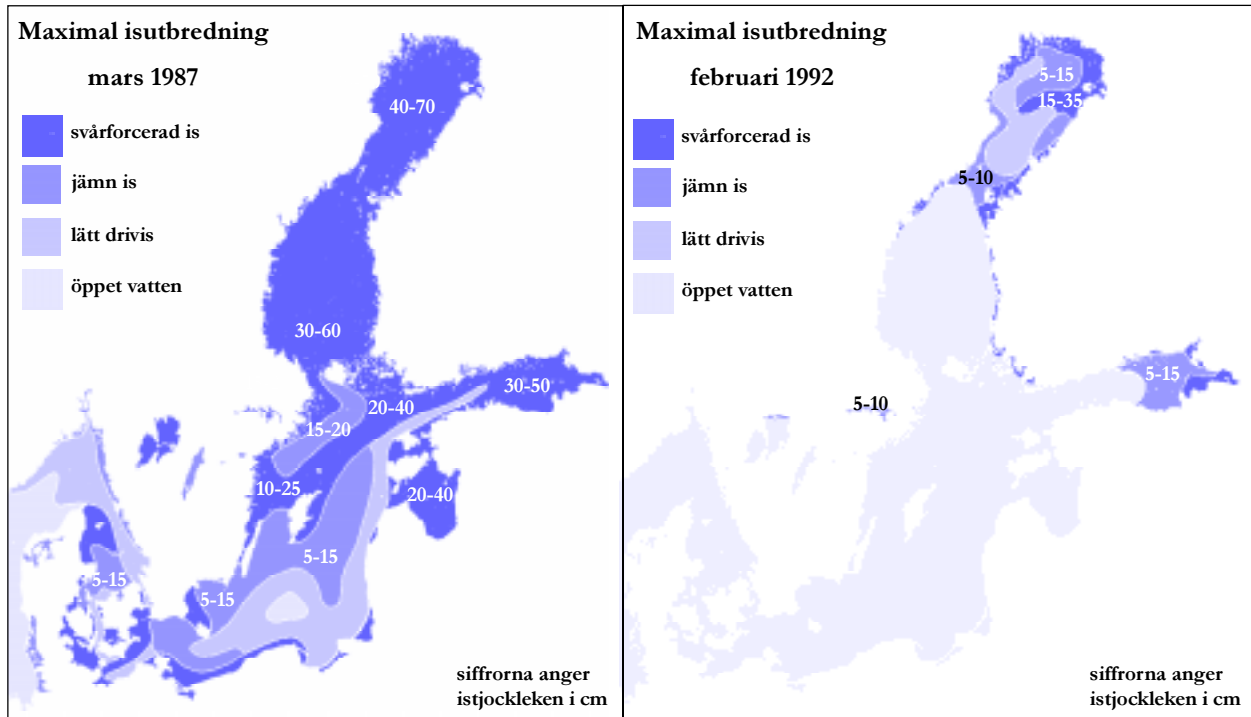 Maximal isutbredning
mars 1987
svårforcerad is
jämn is
lätt drivis
öppet vatten
40-70
30-60
30-50
20-40
15-20
10-25
20-40
5-15
5-15
5-15
siffrorna anger
istjockleken i cm
Maximal isutbredning
februari 1992
svårforcerad is
jämn is
lätt drivis
öppet vatten
5-15
15-35
5-10
5-15
5-10
siffrorna anger
istjockleken i cm